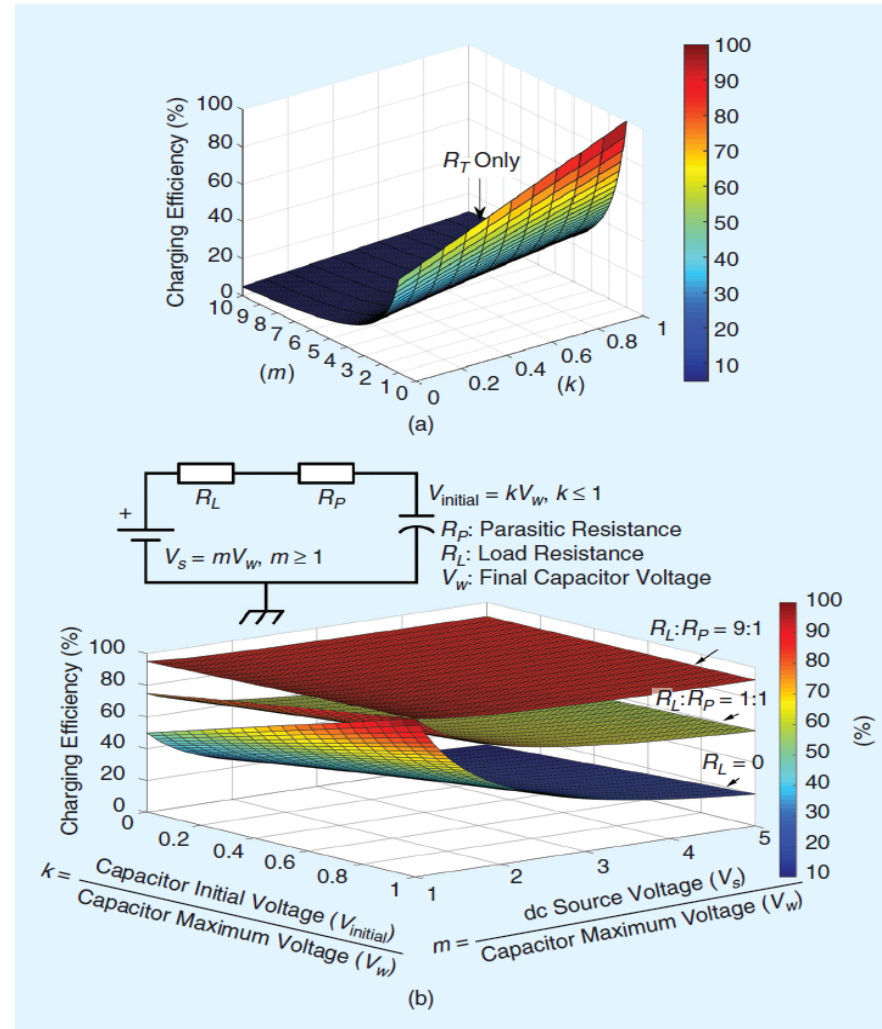 100
80
60
40
20
0
Charging Efficiency (%)
R_T Only
10 9 8 7 6 5 4 3 2 1 0
(m)
0 0.2 0.4 0.6 0.8 1
(k)
100
90
80
70
60
50
40
30
20
10
(a)
R_L R_P
+
V_s = mV_w, m ≥ 1
V_initial = kV_w, k ≤ 1
R_P: Parasitic Resistance
R_L: Load Resistance
V_w: Final Capacitor Voltage
100
80
60
40
20
0
Charging Efficiency (%)
R_L:R_P = 9:1
R_L:R_P = 1:1
R_L = 0
0 0.2 0.4 0.6 0.8 1
1 2 3 4 5
100
90
80
70
60
50
40
30
20
10
(%)
k = Capacitor Initial Voltage (V_initial)
Capacitor Maximum Voltage (V_w)
m = dc Source Voltage (V_s)
Capacitor Maximum Voltage (V_w)
(b)